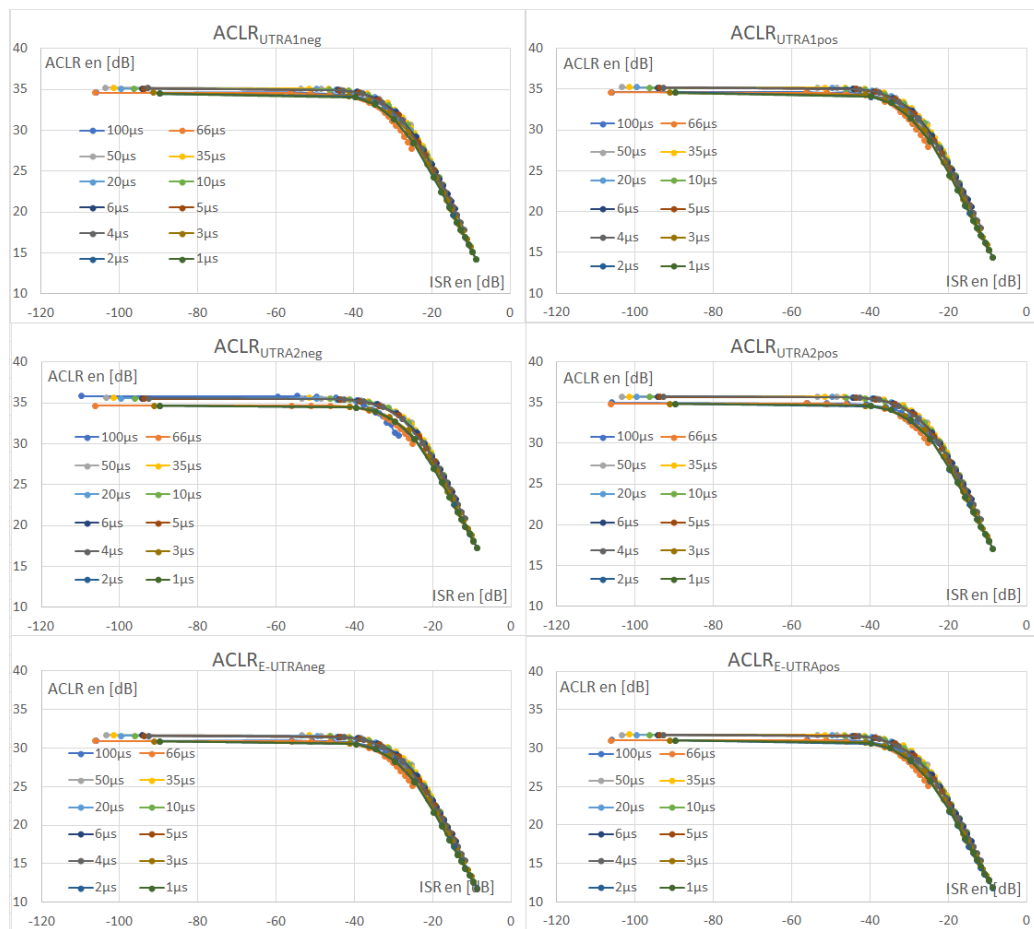 ACLRUTRA1neg
ACLR en [dB]
40
35
30
25
20
15
10
100µs 66µs
50µs 35µs
20µs 10µs
6µs 5µs
4µs 3µs
2µs 1µs
ISR en [dB]
-120 -100 -80 -60 -40 -20 0
ACLRUTRA1pos
ACLR en [dB]
40
35
30
25
20
15
10
100µs 66µs
50µs 35µs
20µs 10µs
6µs 5µs
4µs 3µs
2µs 1µs
ISR en [dB]
-120 -100 -80 -60 -40 -20 0
ACLRUTRA2neg
ACLR en [dB]
40
35
30
25
20
15
10
100µs 66µs
50µs 35µs
20µs 10µs
6µs 5µs
4µs 3µs
2µs 1µs
ISR en [dB]
-120 -100 -80 -60 -40 -20 0
ACLRUTRA2pos
ACLR en [dB]
40
35
30
25
20
15
10
100µs 66µs
50µs 35µs
20µs 10µs
6µs 5µs
4µs 3µs
2µs 1µs
ISR en [dB]
-120 -100 -80 -60 -40 -20 0
ACLRE-UTRAneg
ACLR en [dB]
40
35
30
25
20
15
10
100µs 66µs
50µs 35µs
20µs 10µs
6µs 5µs
4µs 3µs
2µs 1µs
ISR en [dB]
-120 -100 -80 -60 -40 -20 0
ACLRE-UTRApos
ACLR en [dB]
40
35
30
25
20
15
10
100µs 66µs
50µs 35µs
20µs 10µs
6µs 5µs
4µs 3µs
2µs 1µs
ISR en [dB]
-120 -100 -80 -60 -40 -20 0